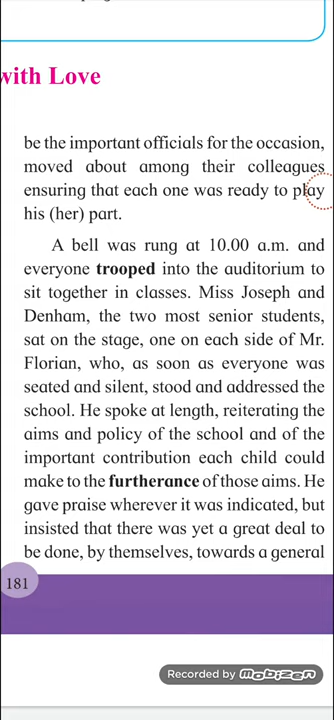 with Love
be the important officials for the occasion,
moved about among their colleagues
ensuring that each one was ready to play
his (her) part.
A bell was rung at 10.00 a.m. and
everyone trooped into the auditorium to
sit together in classes. Miss Joseph and
Denham, the two most senior students,
sat on the stage, one on each side of Mr.
Florian, who, as soon as everyone was
seated and silent, stood and addressed the
school. He spoke at length, reiterating the
aims and policy of the school and of the
important contribution each child could
make to the furtherance of those aims. He
gave praise wherever it was indicated, but
insisted that there was yet a great deal to
be done, by themselves, towards a general
181
Recorded by mobizen